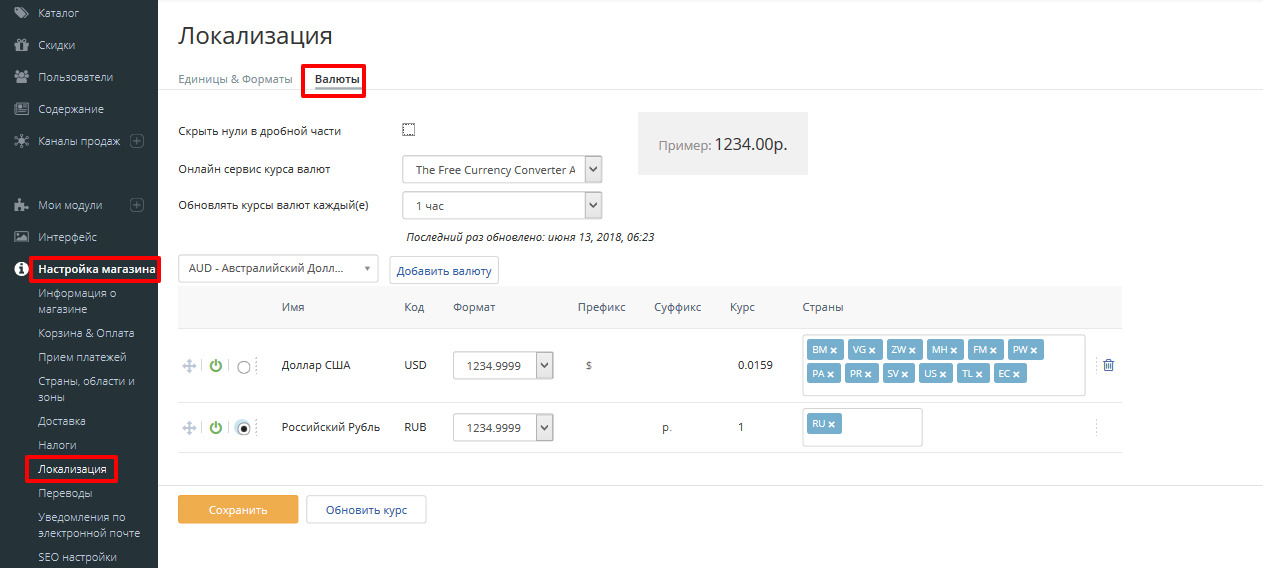 Каталог
Скидки
Пользователи
Содержание
Каналы продаж
Мои модули
Интерфейс
Настройка магазина
Информация о
магазине
Корзина & Оплата
Прием платежей
Страны, области и
зоны
Доставка
Налоги
Локализация
Переводы
Уведомления по
электронной почте
SEO настройки
Локализация
Единицы & Форматы Валюты
Скрыть нули в дробной части
Пример: 1234.00р.
Онлайн сервис курса валют The Free Currency Converter A
Обновлять курсы валют каждый(е) 1 час
Последний раз обновлено: июня 13, 2018, 06:23
AUD - Австралийский Долл... Добавить валюту
Имя Код Формат Префикс Суффикс Курс Страны
Доллар США USD 1234.9999 $ 0.0159 BM × VG × ZW × MH × FM × PW ×
PA × PR × SV × US × TL × EC ×
Российский Рубль RUB 1234.9999 р. 1 RU ×
Сохранить Обновить курс